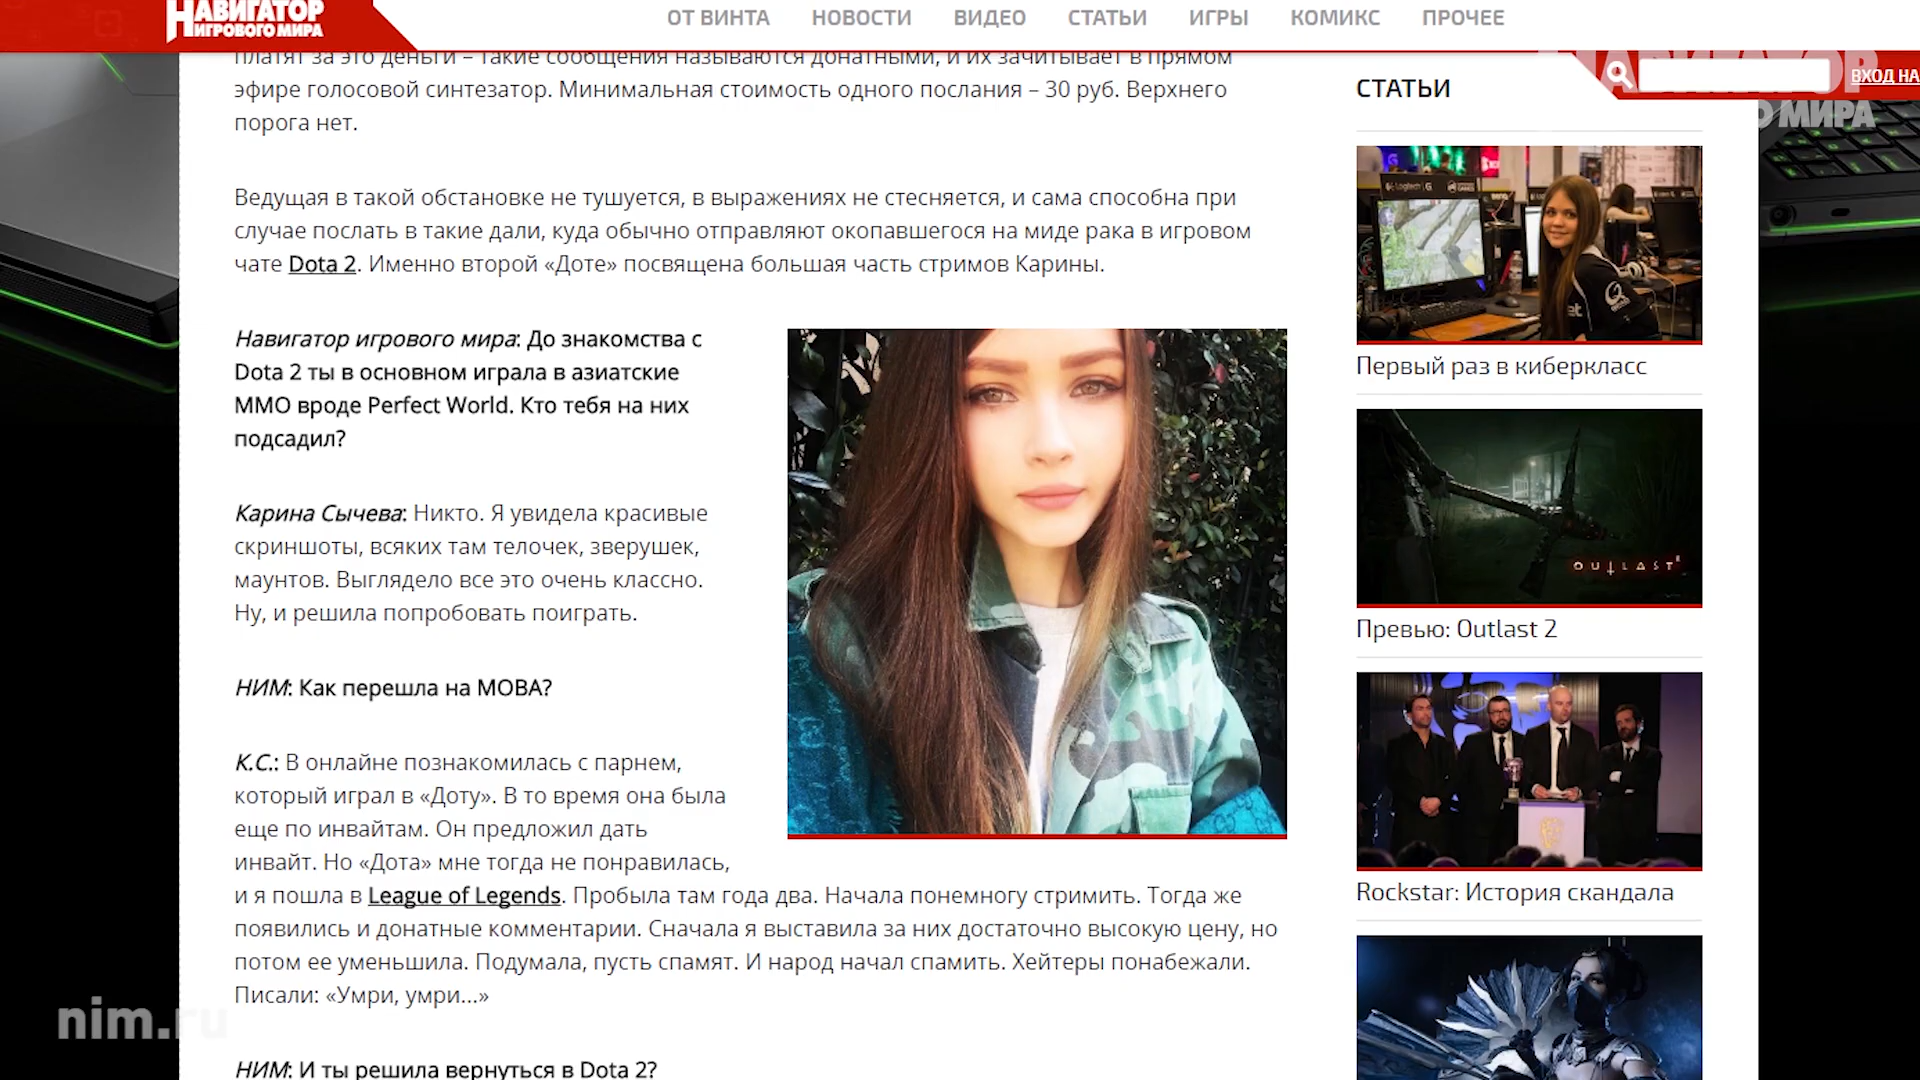 НАВИГАТОР
ИГРОВОГО МИРА
ОТ ВИНТА НОВОСТИ ВИДЕО СТАТЬИ ИГРЫ КОМИКС ПРОЧЕЕ
ВХОД НА
НАВИГАТОР
О МИРА
платят за это деньги – такие сообщения называются донатными, и их зачитывает в прямом
эфире голосовой синтезатор. Минимальная стоимость одного послания – 30 руб. Верхнего
порога нет.
Ведущая в такой обстановке не тушуется, в выражениях не стесняется, и сама способна при
случае послать в такие дали, куда обычно отправляют окопавшегося на миде рака в игровом
чате Dota 2. Именно второй «Доте» посвящена большая часть стримов Карины.
Навигатор игрового мира: До знакомства с
Dota 2 ты в основном играла в азиатские
ММО вроде Perfect World. Кто тебя на них
подсадил?
Карина Сычева: Никто. Я увидела красивые
скриншоты, всяких там телочек, зверушек,
маунтов. Выглядело все это очень классно.
Ну, и решила попробовать поиграть.
НИМ: Как перешла на MOBA?
К.С.: В онлайне познакомилась с парнем,
который играл в «Доту». В то время она была
еще по инвайтам. Он предложил дать
инвайт. Но «Дота» мне тогда не понравилась,
и я пошла в League of Legends. Пробыла там года два. Начала понемногу стримить. Тогда же
появились и донатные комментарии. Сначала я выставила за них достаточно высокую цену, но
потом ее уменьшила. Подумала, пусть спамят. И народ начал спамить. Хейтеры понабежали.
Писали: «Умри, умри...»
НИМ: И ты решила вернуться в Dota 2?
СТАТЬИ
Logitech G
Первый раз в киберкласс
OUTLAST
Превью: Outlast 2
Rockstar: История скандала
nim.ru